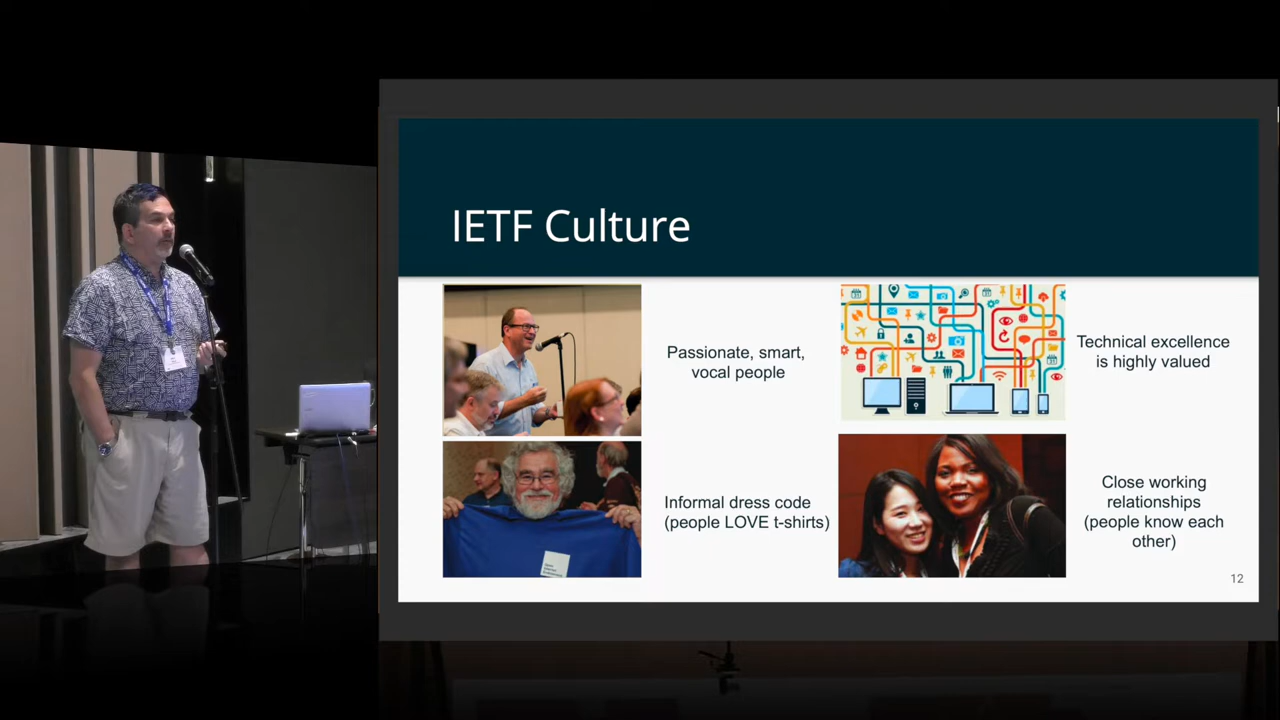 IETF Culture
Passionate, smart,
vocal people
Technical excellence
is highly valued
Informal dress code
(people LOVE t-shirts)
Close working
relationships
(people know each
other)
12